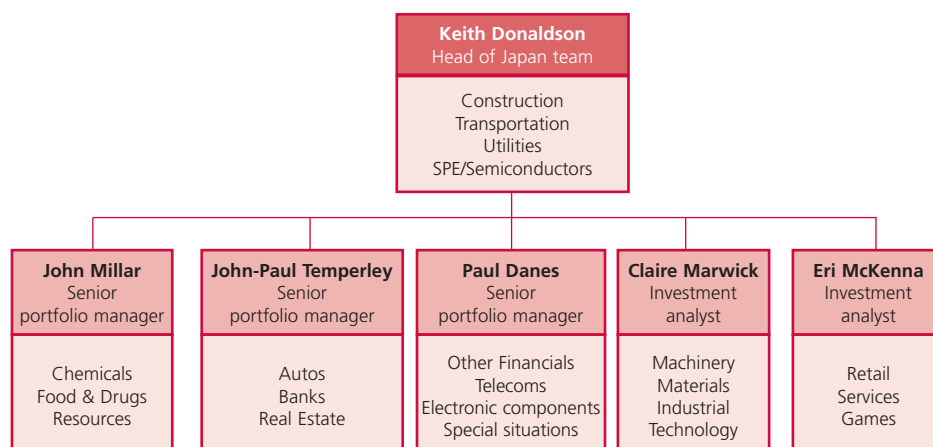 Keith Donaldson
Head of Japan team
Construction
Transportation
Utilities
SPE/Semiconductors
John Millar
Senior
portfolio manager
Chemicals
Food & Drugs
Resources
John-Paul Temperley
Senior
portfolio manager
Autos
Banks
Real Estate
Paul Danes
Senior
portfolio manager
Other Financials
Telecoms
Electronic components
Special situations
Claire Marwick
Investment
analyst
Machinery
Materials
Industrial
Technology
Eri McKenna
Investment
analyst
Retail
Services
Games